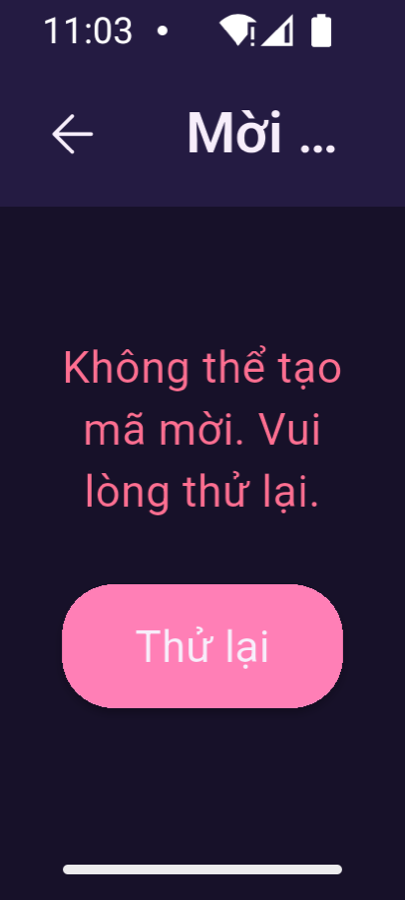 11:03
Mời ...
Không thể tạo
mã mời. Vui
lòng thử lại.
Thử lại